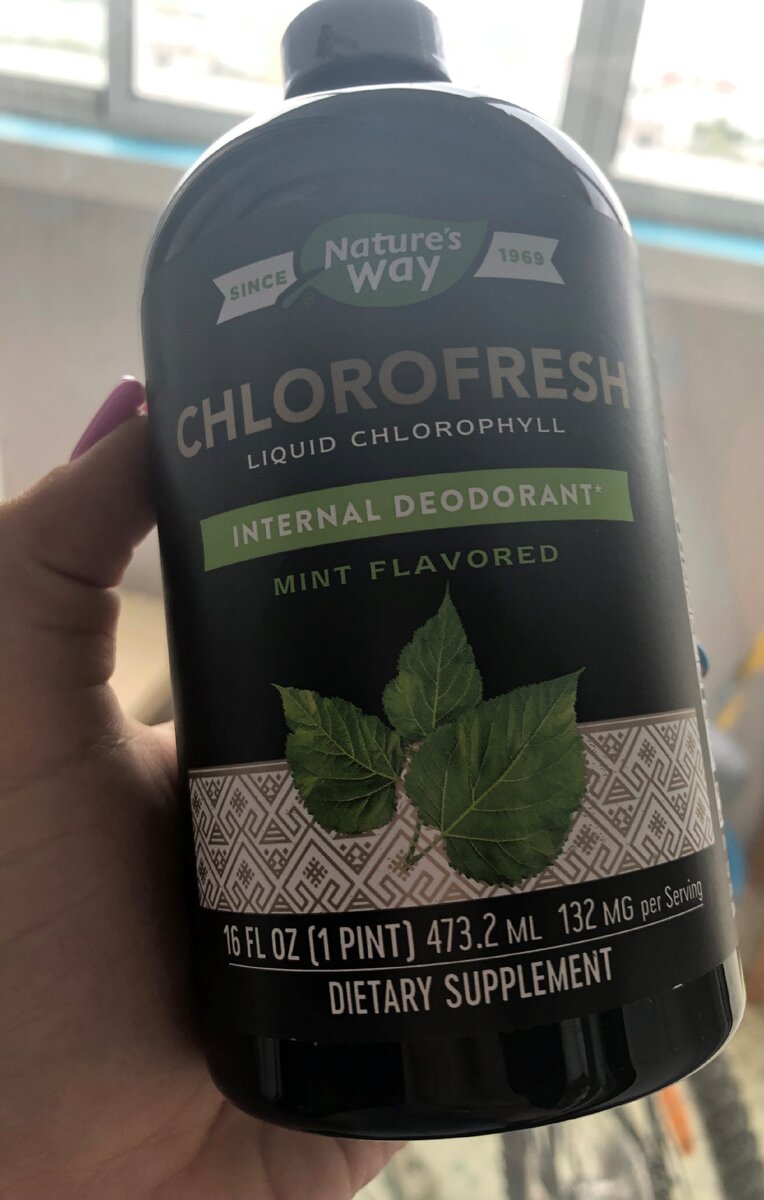 SINCE
Nature's
Way
®
1969
CHLOROFRESH
LIQUID CHLOROPHYLL
INTERNAL DEODORANT*
MINT FLAVORED
16 FL OZ (1 PINT) 473.2 ML 132 MG per Serving
DIETARY SUPPLEMENT